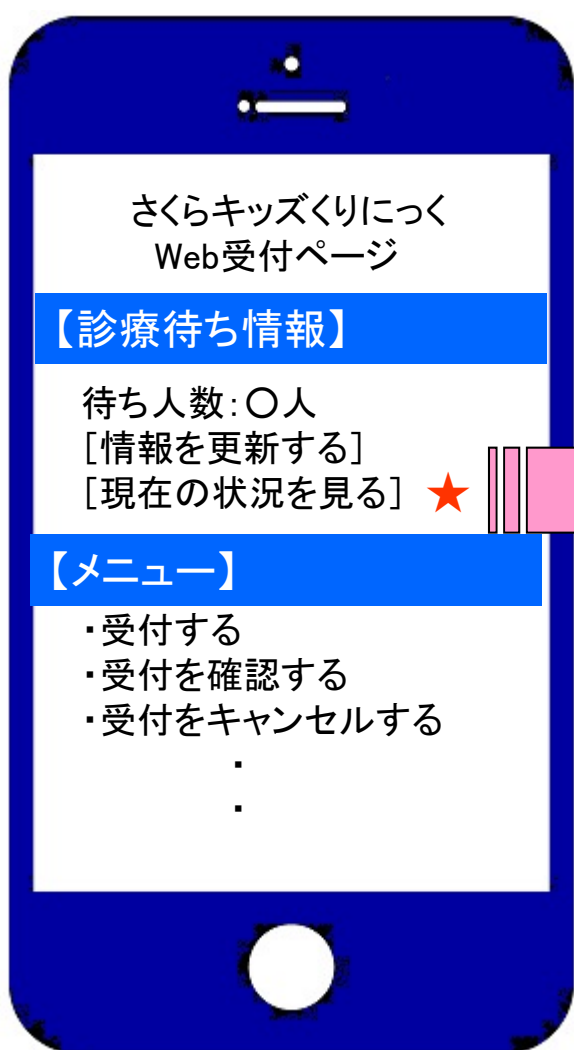 さくらキッズくりにっく
Web受付ページ
【診療待ち情報】
待ち人数:〇人
[情報を更新する]
[現在の状況を見る] ★
【メニュー】
・受付する
・受付を確認する
・受付をキャンセルする
・
・